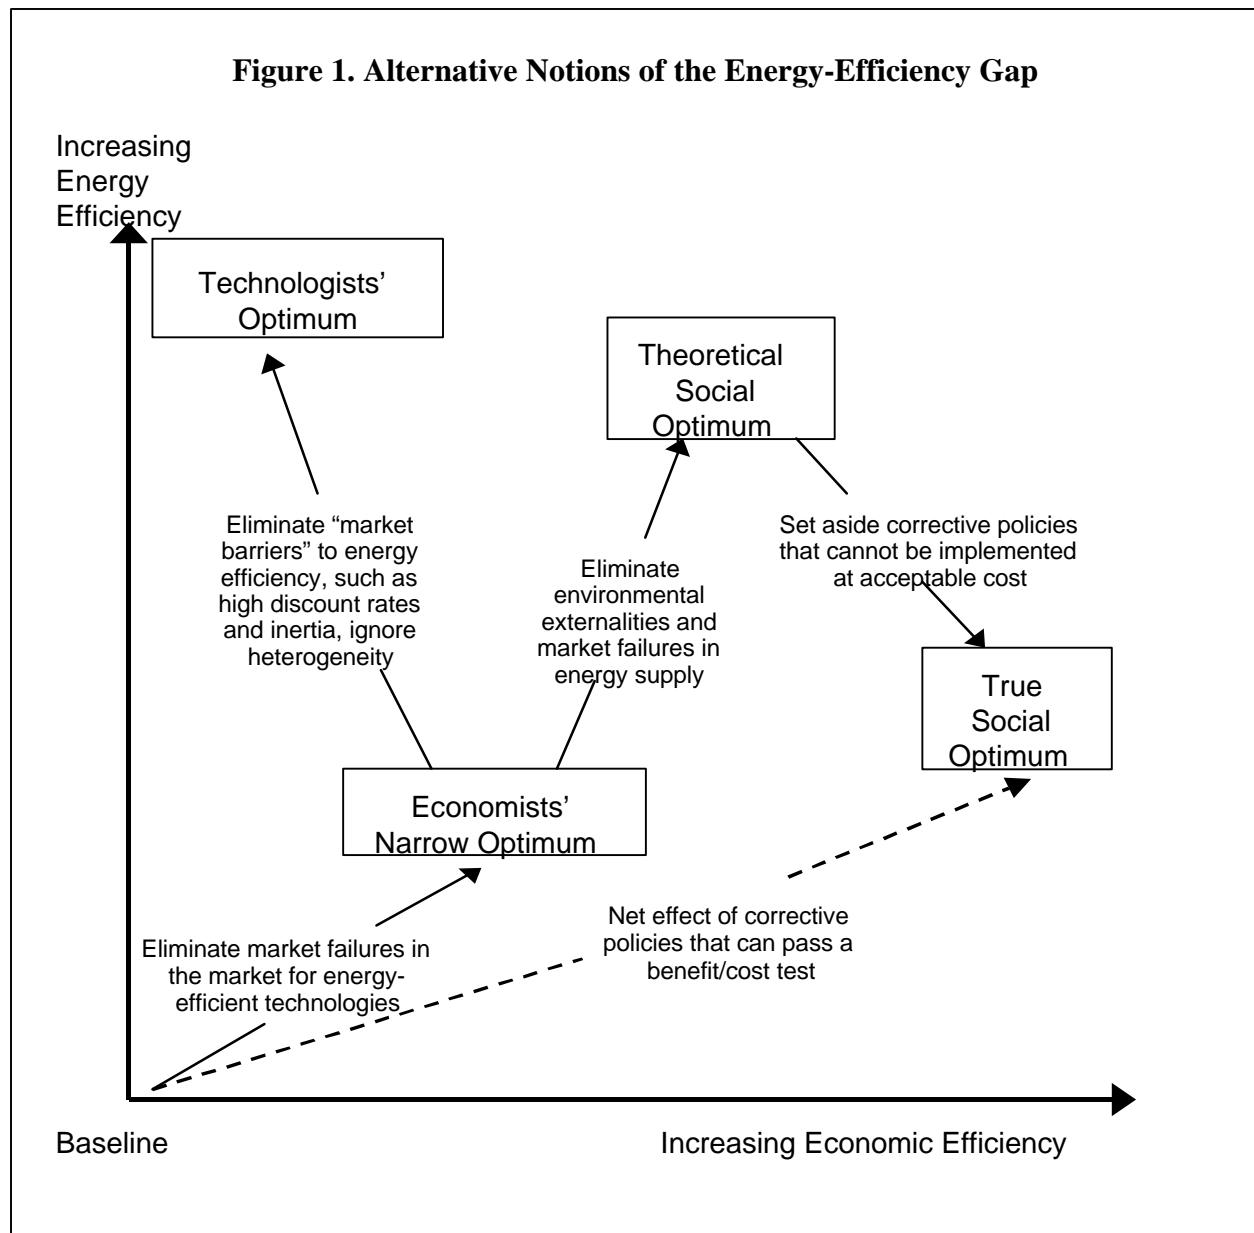 Figure 1. Alternative Notions of the Energy-Efficiency Gap
Increasing
Energy
Efficiency
Technologists’
Optimum
Theoretical
Social
Optimum
Eliminate “market
barriers” to energy
efficiency, such as
high discount rates
and inertia, ignore
heterogeneity
Eliminate
environmental
externalities and
market failures in
energy supply
Set aside corrective policies
that cannot be implemented
at acceptable cost
True
Social
Optimum
Economists’
Narrow Optimum
Net effect of corrective
policies that can pass a
benefit/cost test
Eliminate market failures in
the market for energy-
efficient technologies
Baseline
Increasing Economic Efficiency